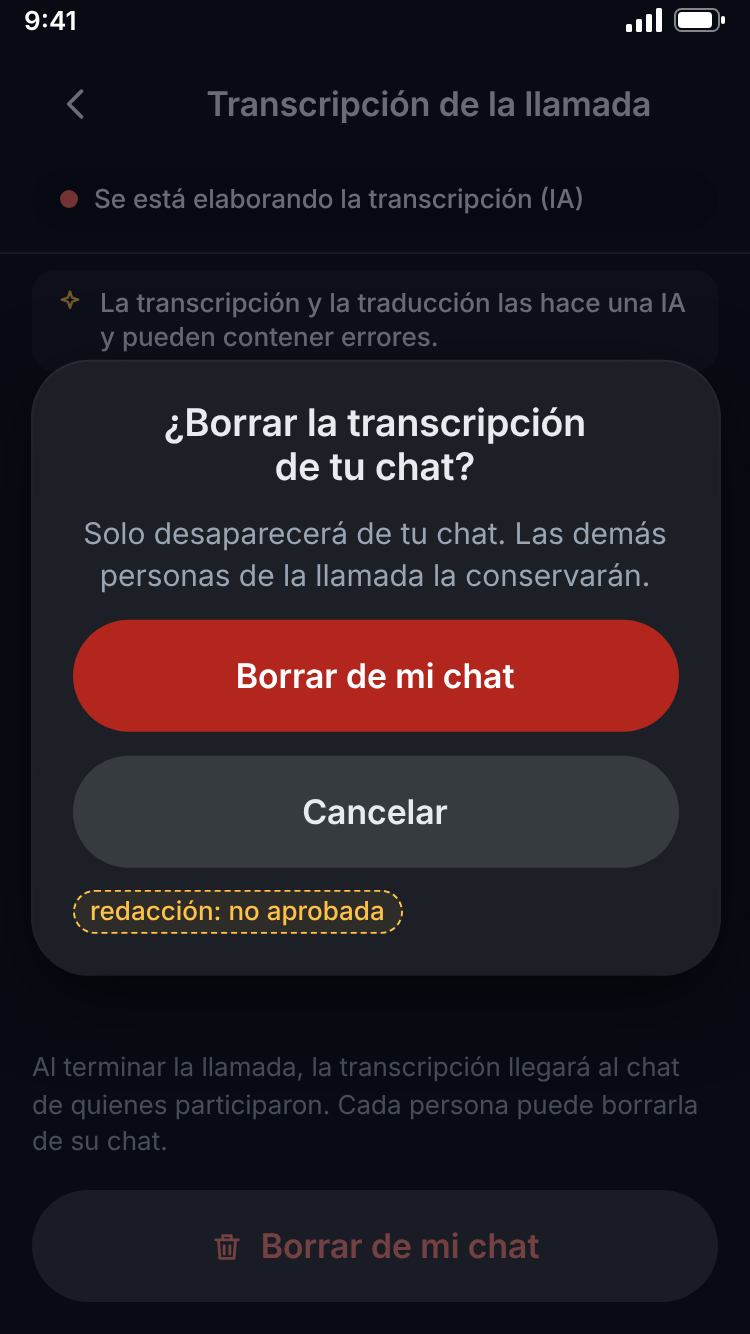 9:41
Transcripción de la llamada
Se está elaborando la transcripción (IA)
La transcripción y la traducción las hace una IA
y pueden contener errores.
¿Borrar la transcripción
de tu chat?
Solo desaparecerá de tu chat. Las demás
personas de la llamada la conservarán.
Borrar de mi chat
Cancelar
redacción: no aprobada
Al terminar la llamada, la transcripción llegará al chat
de quienes participaron. Cada persona puede borrarla
de su chat.
Borrar de mi chat